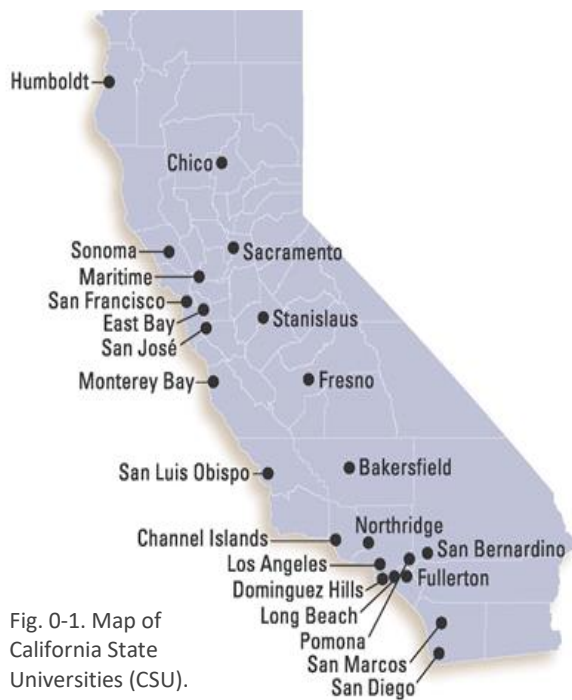 Humboldt
Chico
Sonoma
Sacramento
Maritime
San Francisco
East Bay
Stanislaus
San José
Monterey Bay
Fresno
San Luis Obispo
Bakersfield
Channel Islands
Northridge
San Bernardino
Los Angeles
Dominguez Hills
Fullerton
Long Beach
Pomona
San Marcos
San Diego
Fig. 0-1. Map of
California State
Universities (CSU).